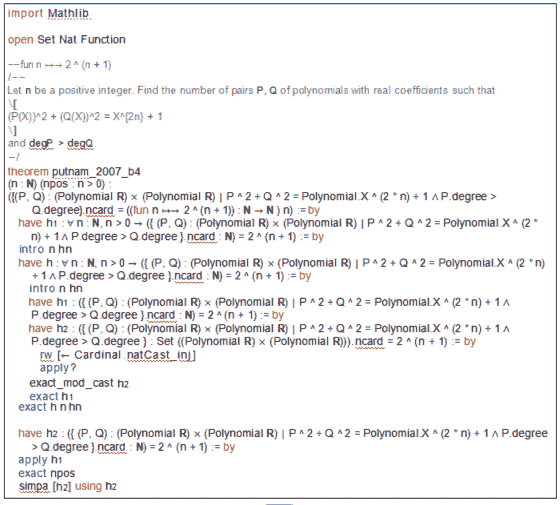 import Mathlib
open Set Nat Function
--fun n ↦ 2 ^ (n + 1)
/--
Let n be a positive integer. Find the number of pairs P, Q of polynomials with real coefficients such that
\[
(P(X))^2 + (Q(X))^2 = X^{2n} + 1
\]
and degP > degQ.
-/
theorem putnam_2007_b4
(n : ℕ) (npos : n > 0) :
({(P, Q) : (Polynomial R) × (Polynomial R) | P ^ 2 + Q ^ 2 = Polynomial.X ^ (2 * n) + 1 ∧ P.degree >
Q.degree}.ncard = ((fun n ↦ 2 ^ (n + 1)) : ℕ → ℕ ) n) := by
have h1 : ∀ n : ℕ, n > 0 → ({ (P, Q) : (Polynomial R) × (Polynomial R) | P ^ 2 + Q ^ 2 = Polynomial.X ^ (2 *
n) + 1 ∧ P.degree > Q.degree }.ncard : ℕ) = 2 ^ (n + 1) := by
intro n hn
have h : ∀ n : ℕ, n > 0 → ({ (P, Q) : (Polynomial R) × (Polynomial R) | P ^ 2 + Q ^ 2 = Polynomial.X ^ (2 * n)
+ 1 ∧ P.degree > Q.degree }.ncard : ℕ) = 2 ^ (n + 1) := by
intro n hn
have h1 : ({ (P, Q) : (Polynomial R) × (Polynomial R) | P ^ 2 + Q ^ 2 = Polynomial.X ^ (2 * n) + 1 ∧
P.degree > Q.degree }.ncard : ℕ) = 2 ^ (n + 1) := by
have h2 : ({ (P, Q) : (Polynomial R) × (Polynomial R) | P ^ 2 + Q ^ 2 = Polynomial.X ^ (2 * n) + 1 ∧
P.degree > Q.degree } : Set ((Polynomial R) × (Polynomial R))).ncard = 2 ^ (n + 1) := by
rw [← Cardinal.natCast_inj]
apply?
exact_mod_cast h2
exact h1
exact h n hn
have h2 : ({ (P, Q) : (Polynomial R) × (Polynomial R) | P ^ 2 + Q ^ 2 = Polynomial.X ^ (2 * n) + 1 ∧ P.degree
> Q.degree }.ncard : ℕ) = 2 ^ (n + 1) := by
apply h1
exact npos
simpa [h2] using h2